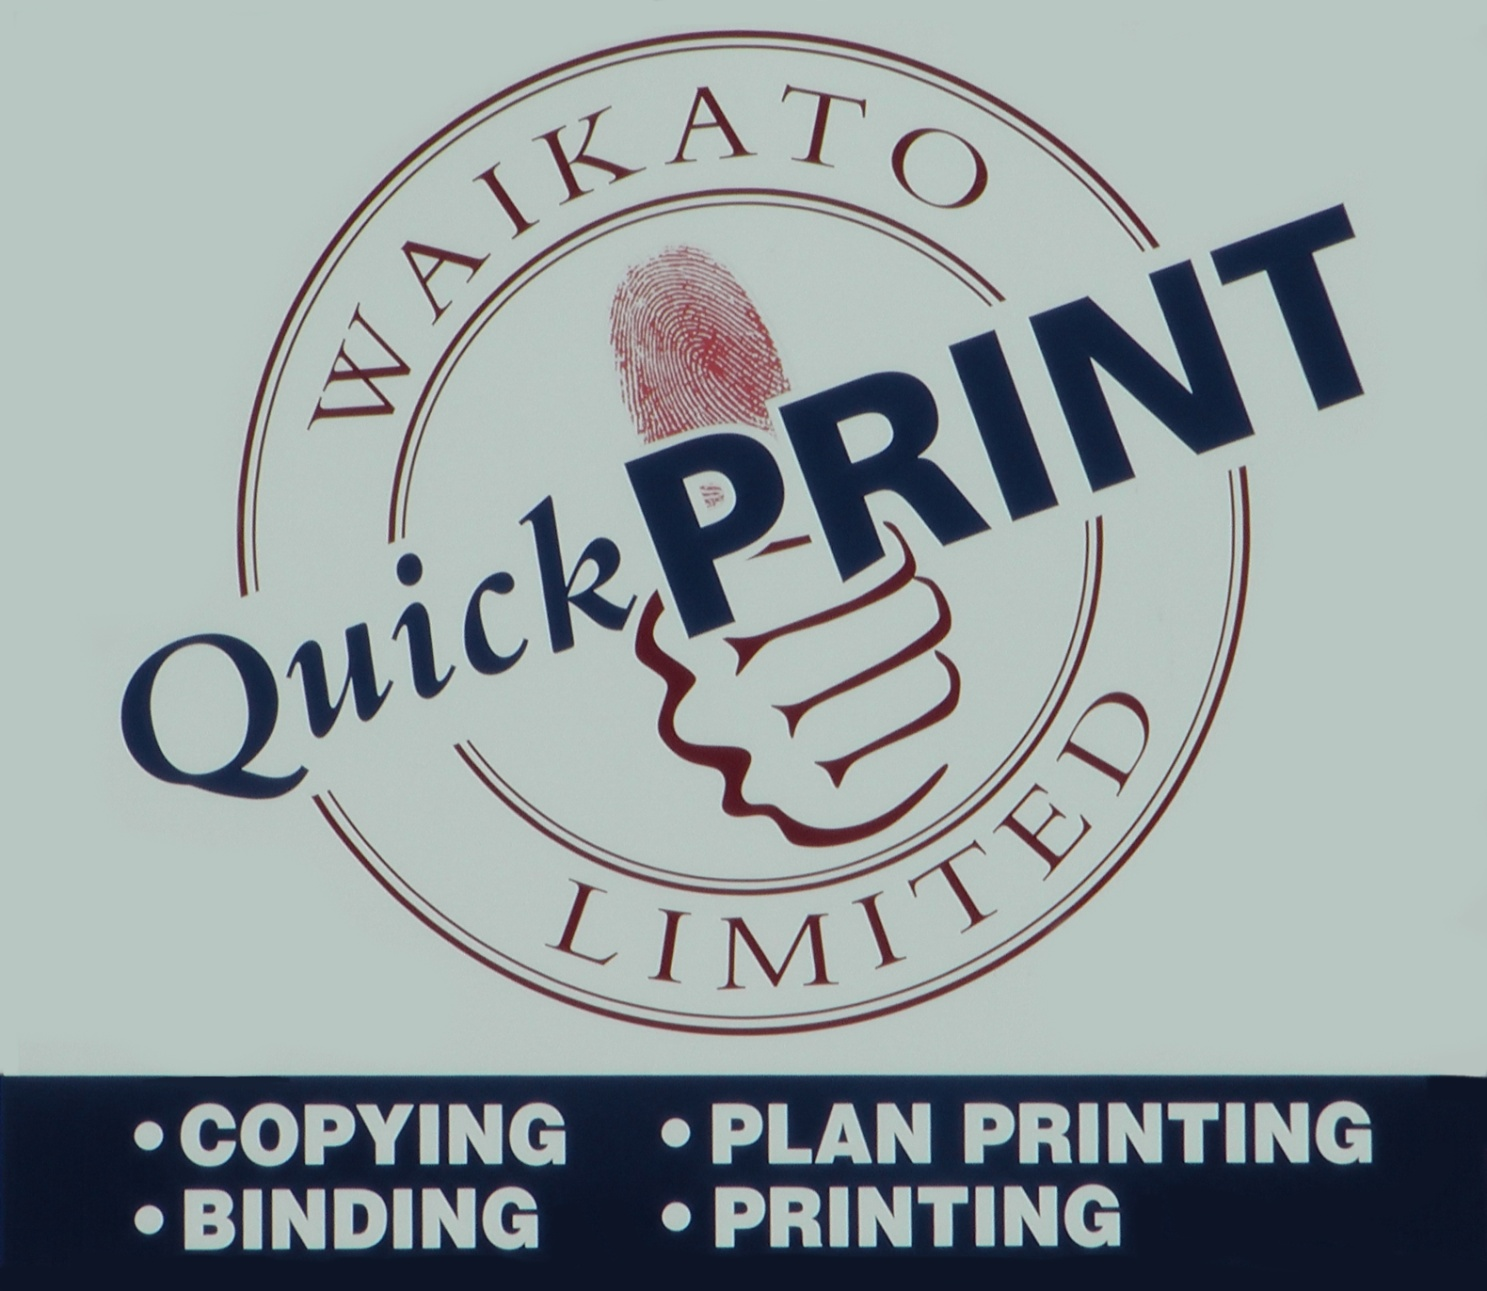 WAIKATO
QuickPRINT
LIMITED
• COPYING
• BINDING
• PLAN PRINTING
• PRINTING